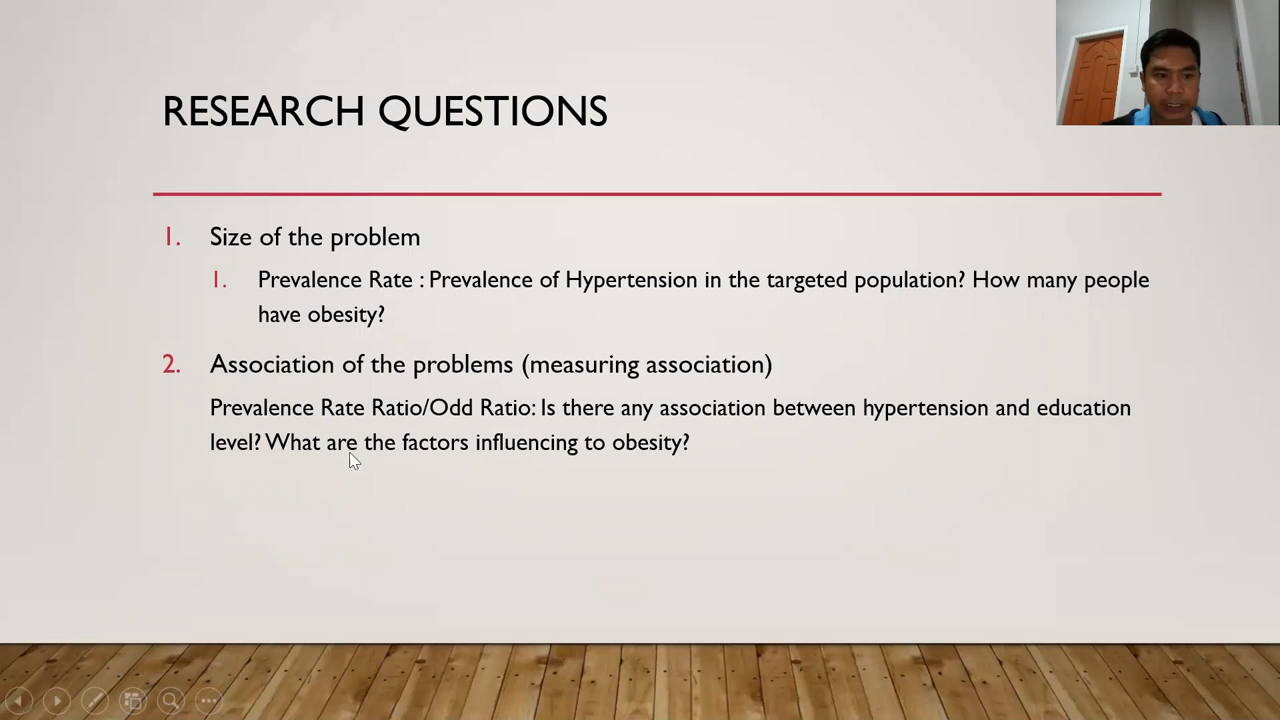 RESEARCH QUESTIONS
1. Size of the problem
1. Prevalence Rate : Prevalence of Hypertension in the targeted population? How many people
have obesity?
2. Association of the problems (measuring association)
Prevalence Rate Ratio/Odd Ratio: Is there any association between hypertension and education
level? What are the factors influencing to obesity?